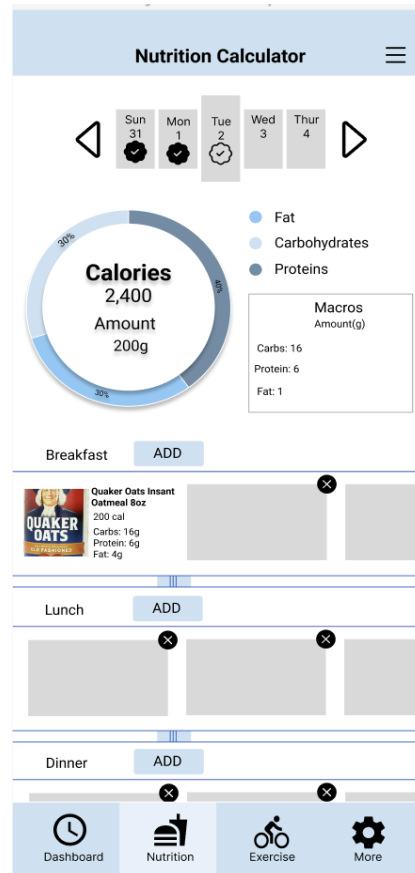 Nutrition Calculator
Sun
31
Mon
1
Tue
2
Wed
3
Thur
4
30%
40%
30%
Calories
2,400
Amount
200g
Fat
Carbohydrates
Proteins
Macros
Amount(g)
Carbs: 16
Protein: 6
Fat: 1
Breakfast
ADD
QUAKER
OATS
OLD FASHIONED
Quaker Oats Insant
Oatmeal 8oz
200 cal
Carbs: 16g
Protein: 6g
Fat: 4g
Lunch
ADD
Dinner
ADD
Dashboard
Nutrition
Exercise
More